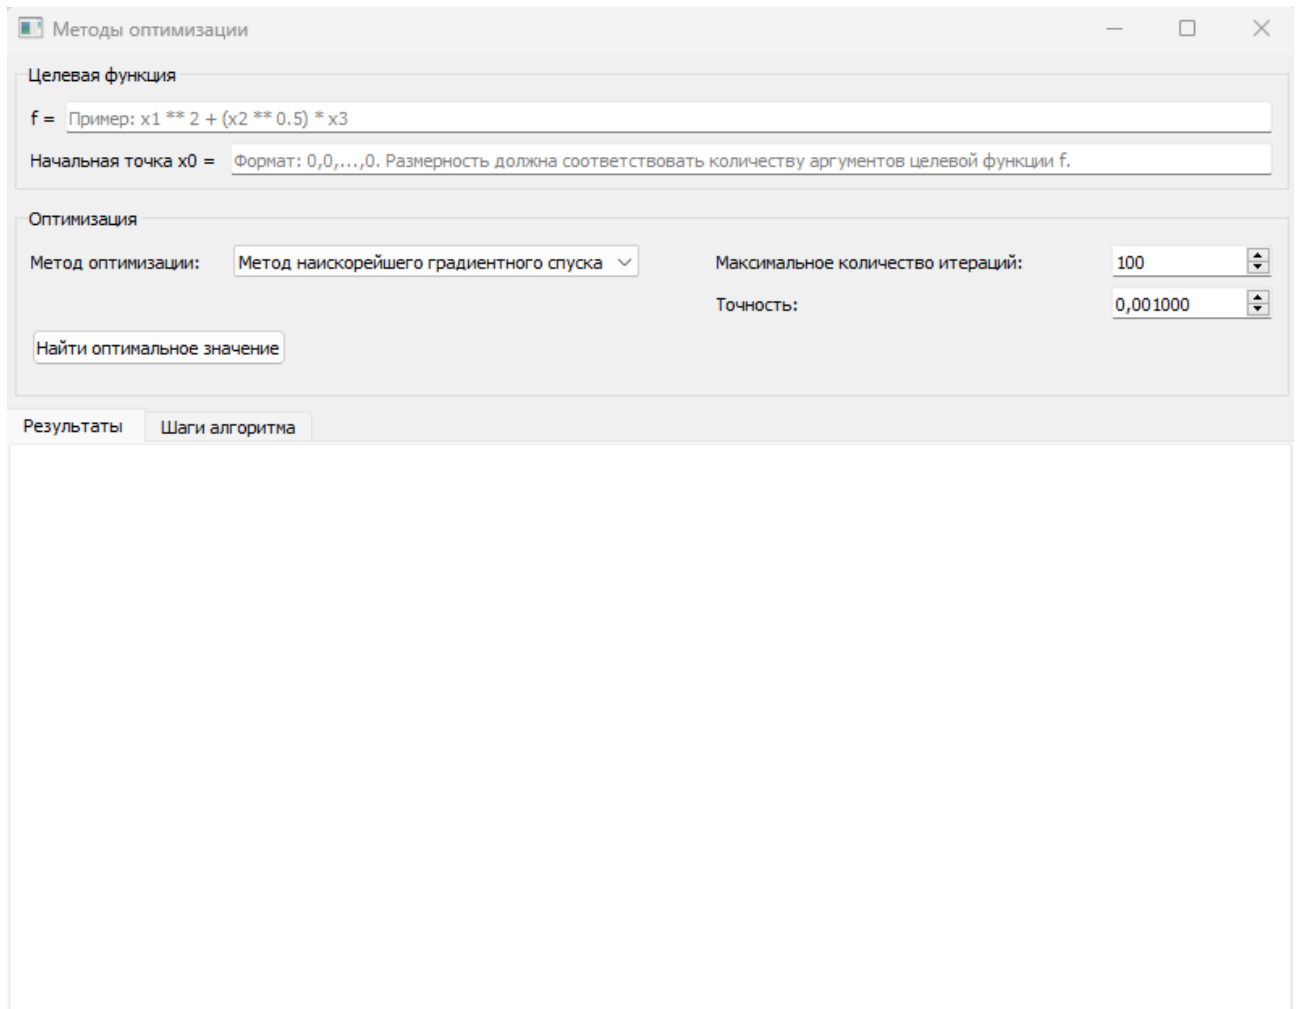 Методы оптимизации
Целевая функция
f = Пример: x1 ** 2 + (x2 ** 0.5) * x3
Начальная точка x0 = Формат: 0,0,...,0. Размерность должна соответствовать количеству аргументов целевой функции f.
Оптимизация
Метод оптимизации: Метод наискорейшего градиентного спуска Максимальное количество итераций: 100
Точность: 0,001000
Найти оптимальное значение
Результаты Шаги алгоритма